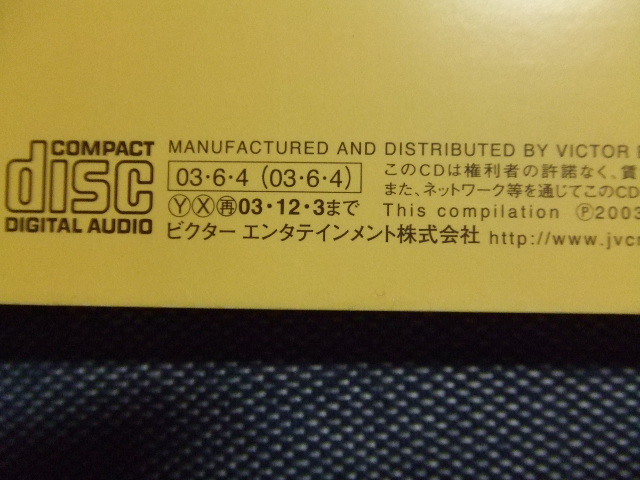 COMPACT
disc
DIGITAL AUDIO
MANUFACTURED AND DISTRIBUTED BY VICTOR
03・6・4 (03・6・4)
ⓎⓍ㊢03・12・3まで
ビクター エンタテインメント株式会社
このCDは権利者の許諾なく、賃
また、ネットワーク等を通じてこのCD
This compilation Ⓟ2003
http://www.jvcm